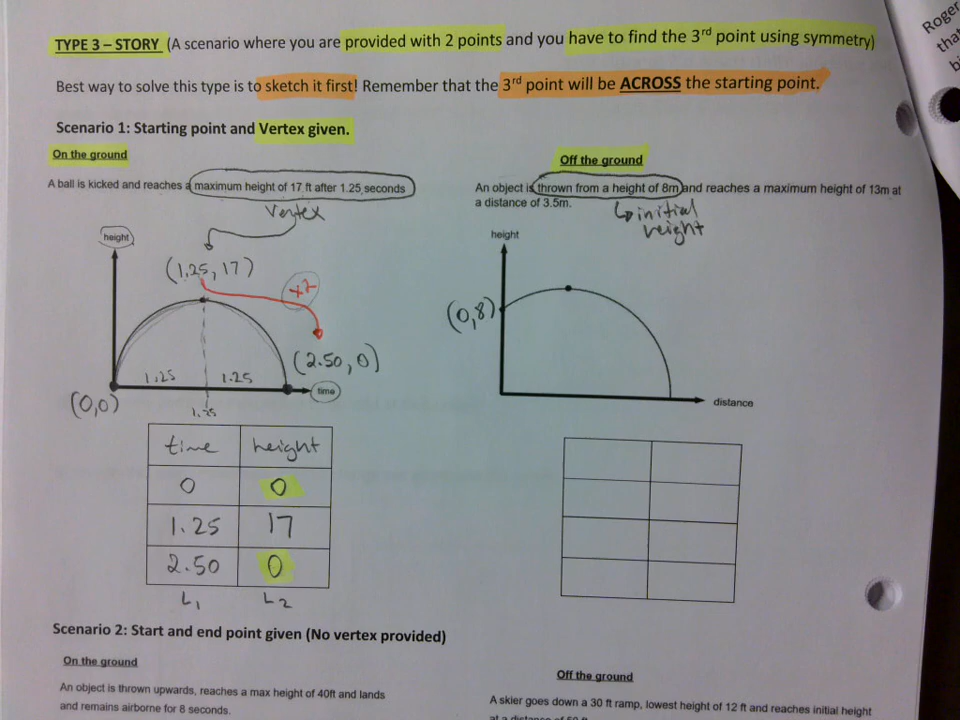 TYPE 3 – STORY (A scenario where you are provided with 2 points and you have to find the 3rd point using symmetry)
Best way to solve this type is to sketch it first! Remember that the 3rd point will be ACROSS the starting point.
Scenario 1: Starting point and Vertex given.
On the ground
A ball is kicked and reaches a maximum height of 17 ft after 1.25 seconds
vertex
height
(1.25, 17)
x2
(2.50, 0)
1.25 1.25
time
(0,0)
1.25
time height
0 0
1.25 17
2.50 0
L1 L2
Off the ground
An object is thrown from a height of 8m and reaches a maximum height of 13m at
a distance of 3.5m.
↳ initial
height
height
(0,8)
distance
Scenario 2: Start and end point given (No vertex provided)
On the ground
An object is thrown upwards, reaches a max height of 40ft and lands
and remains airborne for 8 seconds.
Off the ground
A skier goes down a 30 ft ramp, lowest height of 12 ft and reaches initial height
at a distance of
Roger
that